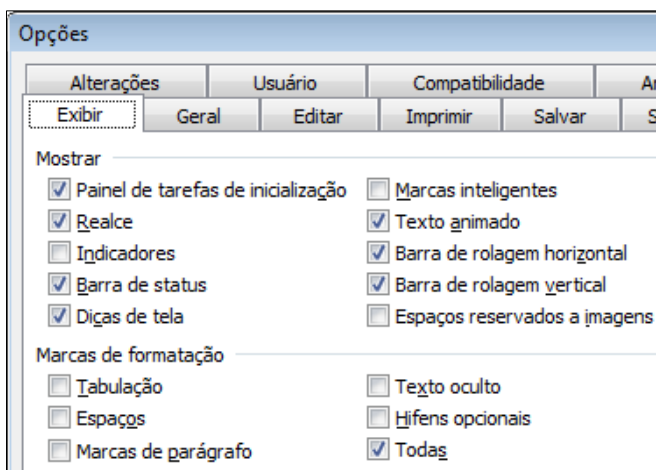 Opções
Alterações Usuário Compatibilidade
Exibir Geral Editar Imprimir Salvar
Mostrar
Painel de tarefas de inicialização Marcas inteligentes
Realce Texto animado
Indicadores Barra de rolagem horizontal
Barra de status Barra de rolagem vertical
Dicas de tela Espaços reservados a imagens
Marcas de formatação
Tabulação Texto oculto
Espaços Hifens opcionais
Marcas de parágrafo Todas